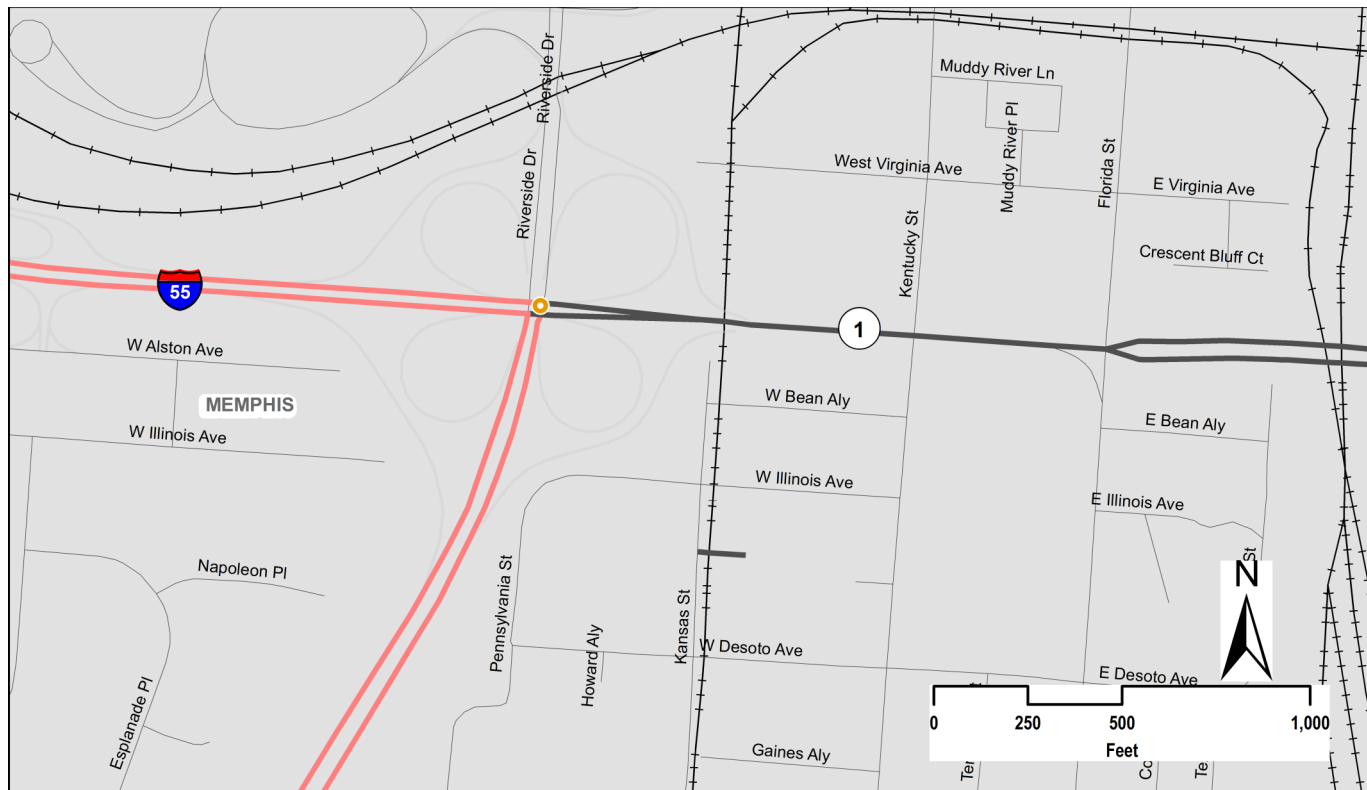 Riverside Dr
Riverside Dr
Muddy River Ln
Muddy River Pl
Florida St
West Virginia Ave
E Virginia Ave
Kentucky St
Crescent Bluff Ct
55
1
W Alston Ave
MEMPHIS
W Bean Aly
W Illinois Ave
E Bean Aly
W Illinois Ave
E Illinois Ave
St
N
Napoleon Pl
Pennsylvania St
Kansas St
Howard Aly
W Desoto Ave
E Desoto Ave
Esplanade Pl
Gaines Aly
0 250 500 1,000
Feet